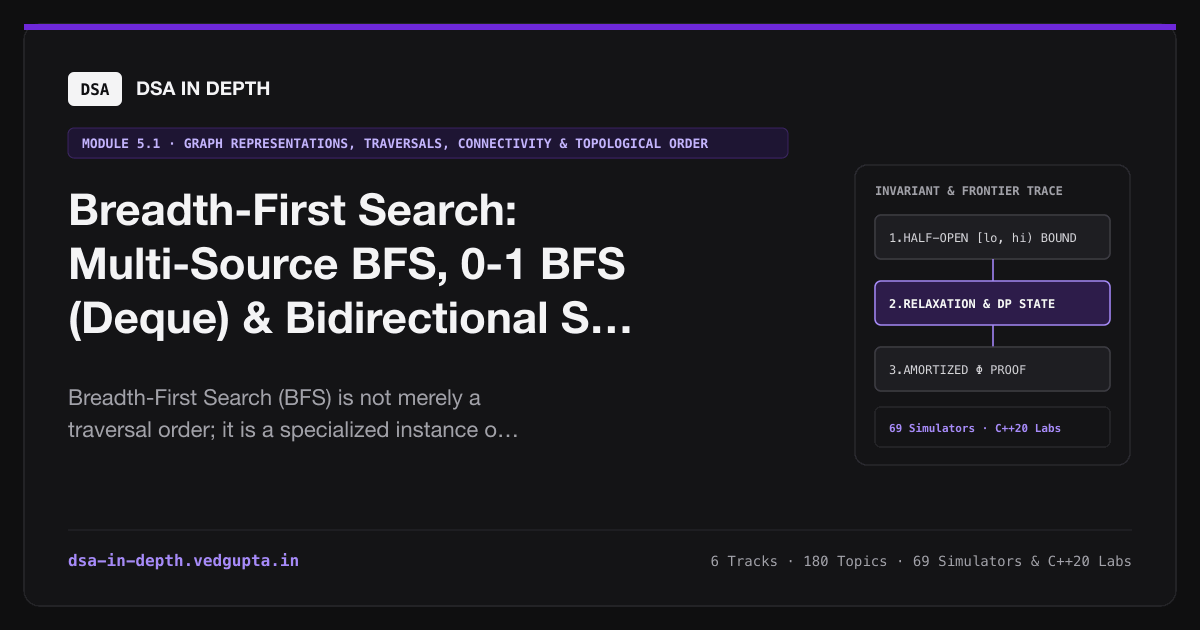 DSA
DSA IN DEPTH
MODULE 5.1 · GRAPH REPRESENTATIONS, TRAVERSALS, CONNECTIVITY & TOPOLOGICAL ORDER
Breadth-First Search:
Multi-Source BFS, 0-1 BFS
(Deque) & Bidirectional S…
Breadth-First Search (BFS) is not merely a
traversal order; it is a specialized instance o…
INVARIANT & FRONTIER TRACE
1.HALF-OPEN [lo, hi) BOUND
2.RELAXATION & DP STATE
3.AMORTIZED Φ PROOF
69 Simulators · C++20 Labs
dsa-in-depth.vedgupta.in
6 Tracks · 180 Topics · 69 Simulators & C++20 Labs